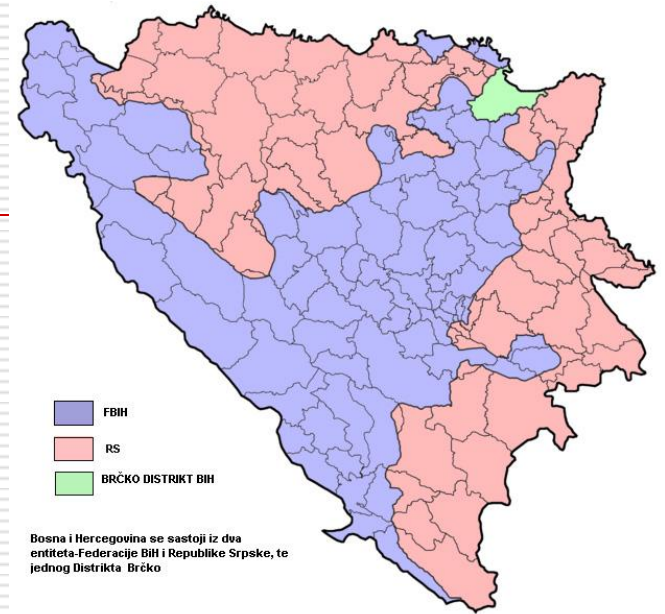 FBIH
RS
BRČKO DISTRIKT BIH
Bosna i Hercegovina se sastoji iz dva
entiteta-Federacije BiH i Republike Srpske, te
jednog Distrikta Brčko